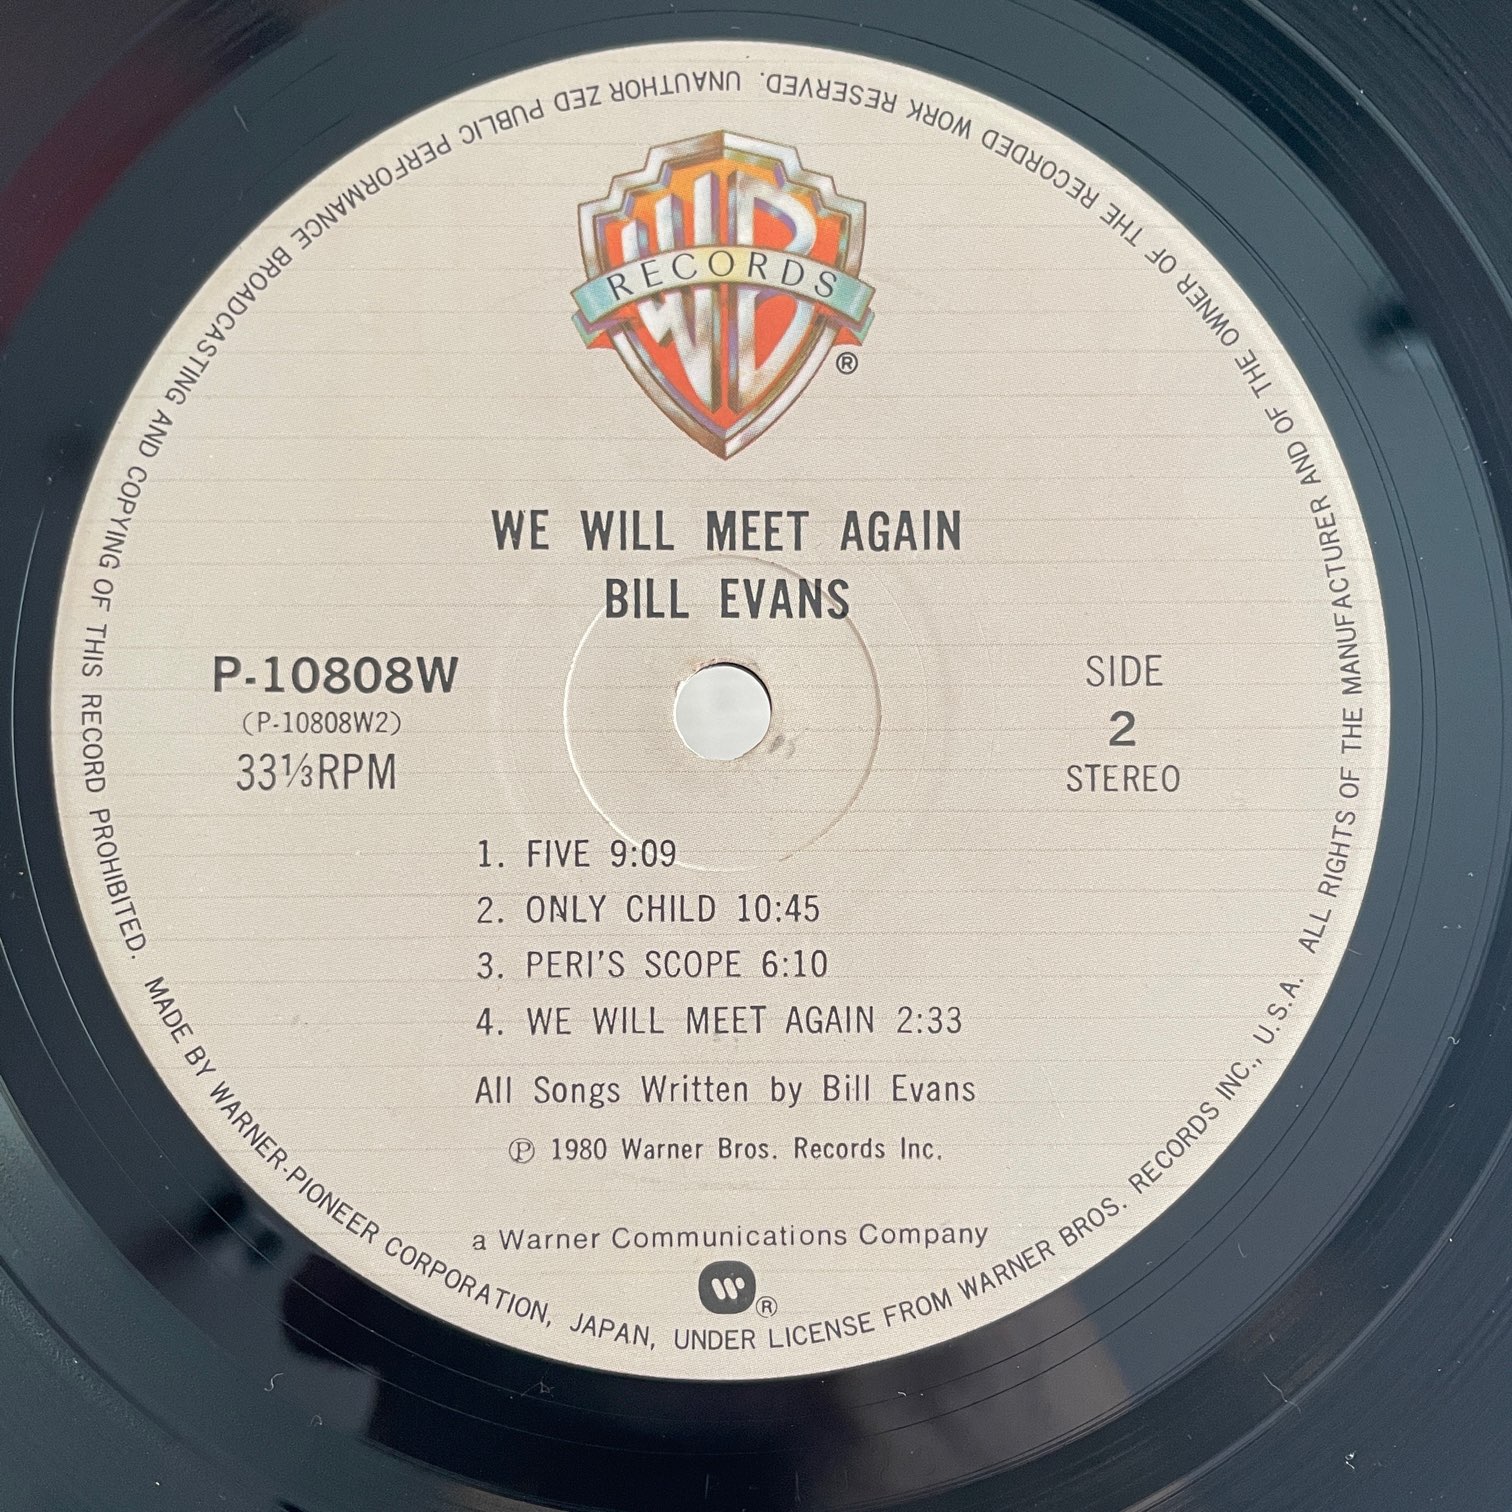 WB
RECORDS
®
WE WILL MEET AGAIN
BILL EVANS
P-10808W
(P-10808W2)
33⅓RPM
SIDE
2
STEREO
1. FIVE 9:09
2. ONLY CHILD 10:45
3. PERI'S SCOPE 6:10
4. WE WILL MEET AGAIN 2:33
All Songs Written by Bill Evans
℗ 1980 Warner Bros. Records Inc.
a Warner Communications Company
W ®
MADE BY WARNER-PIONEER CORPORATION, JAPAN, UNDER LICENSE FROM WARNER BROS. RECORDS INC., U.S.A. ALL RIGHTS OF THE MANUFACTURER AND OF THE OWNER OF THE RECORDED WORK RESERVED. UNAUTHOR ZED PUBLIC PERFORMANCE BROADCASTING AND COPYING OF THIS RECORD PROHIBITED.